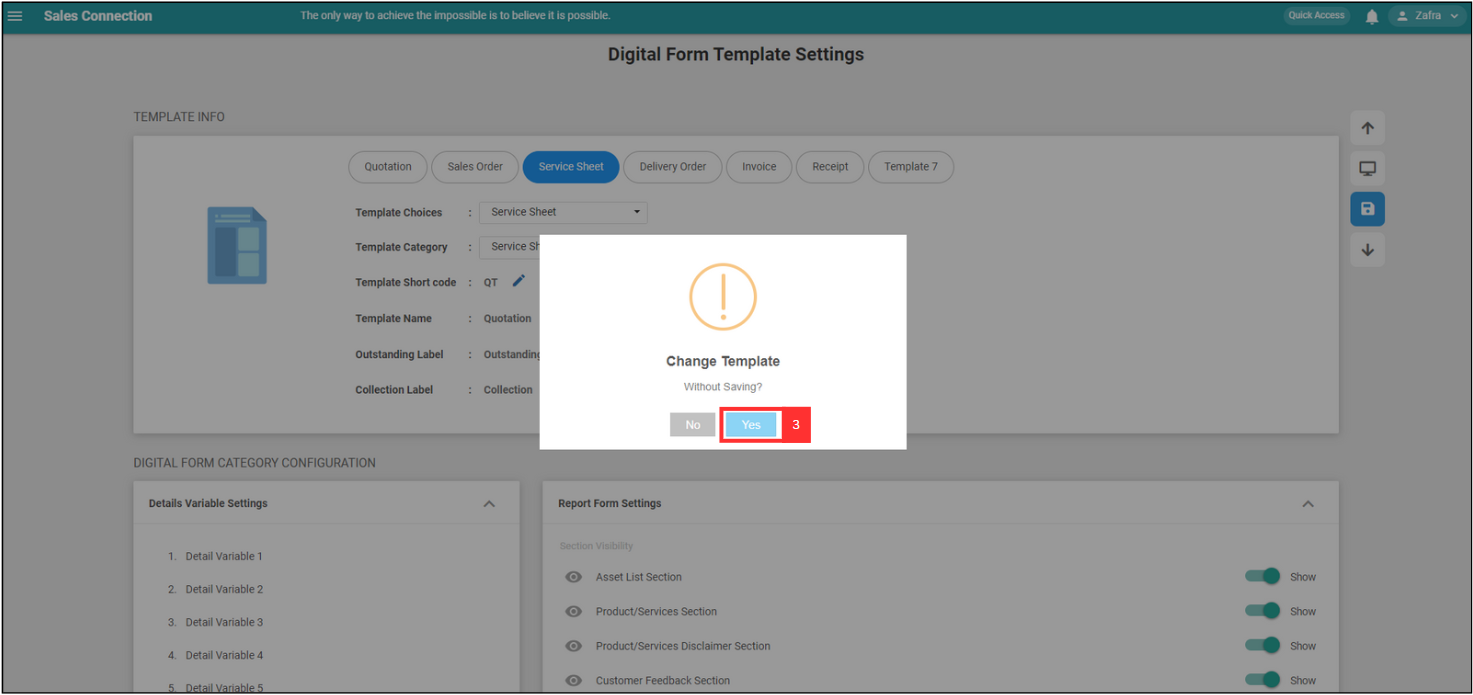 Sales Connection
The only way to achieve the impossible is to believe it is possible.
Quick Access
Zafra
Digital Form Template Settings
TEMPLATE INFO
Quotation Sales Order Service Sheet Delivery Order Invoice Receipt Template 7
Template Choices : Service Sheet
Template Category : Service Sh
Template Short code : QT
Template Name : Quotation
Outstanding Label : Outstanding
Collection Label : Collection
Change Template
Without Saving?
No Yes 3
DIGITAL FORM CATEGORY CONFIGURATION
Details Variable Settings
1. Detail Variable 1
2. Detail Variable 2
3. Detail Variable 3
4. Detail Variable 4
5. Detail Variable 5
Report Form Settings
Section Visibility
Asset List Section Show
Product/Services Section Show
Product/Services Disclaimer Section Show
Customer Feedback Section Show